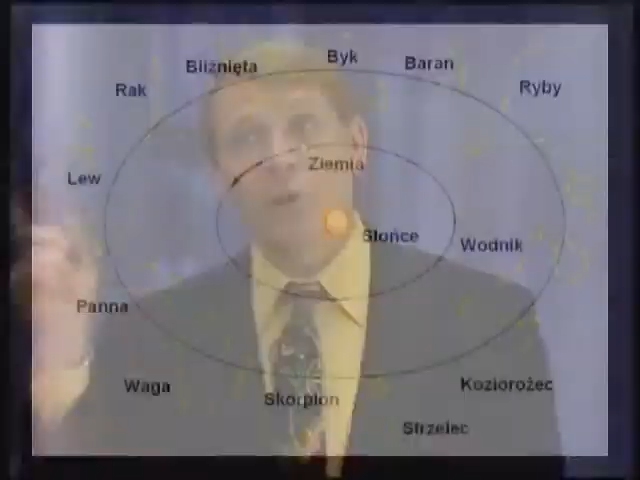 Byk
Baran
Bliźnięta
Rak
Ryby
Ziemia
Lew
Słońce
Wodnik
Panna
Waga
Koziorożec
Skorpion
Strzelec